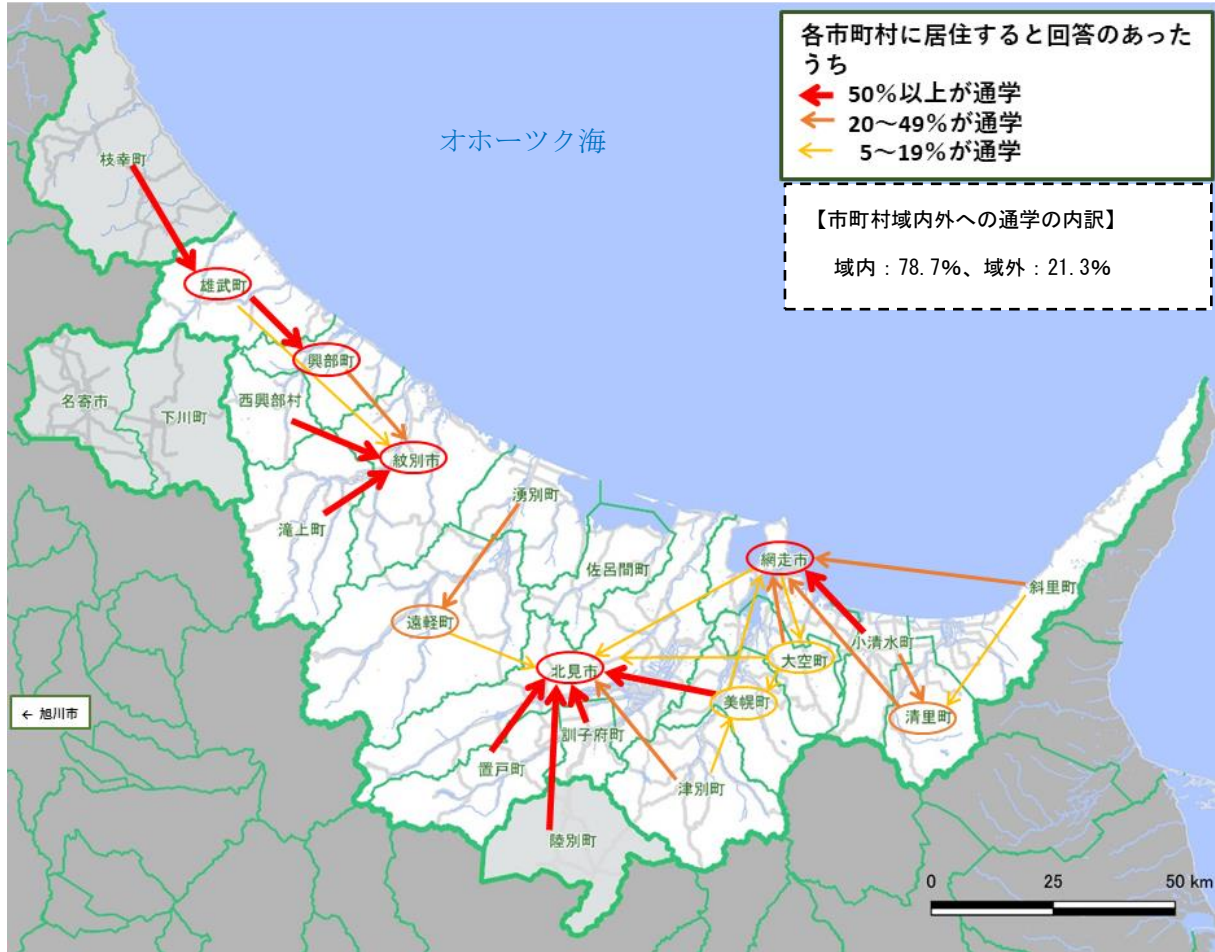 各市町村に居住すると回答のあった
うち
50%以上が通学
20～49%が通学
5～19%が通学
【市町村域内外への通学の内訳】
域内：78.7%、域外：21.3%
オホーツク海
枝幸町
雄武町
興部町
名寄市
下川町
西興部村
紋別市
滝上町
湧別町
佐呂間町
網走市
斜里町
遠軽町
小清水町
大空町
北見市
美幌町
清里町
← 旭川市
訓子府町
置戸町
津別町
陸別町
0 25 50 km